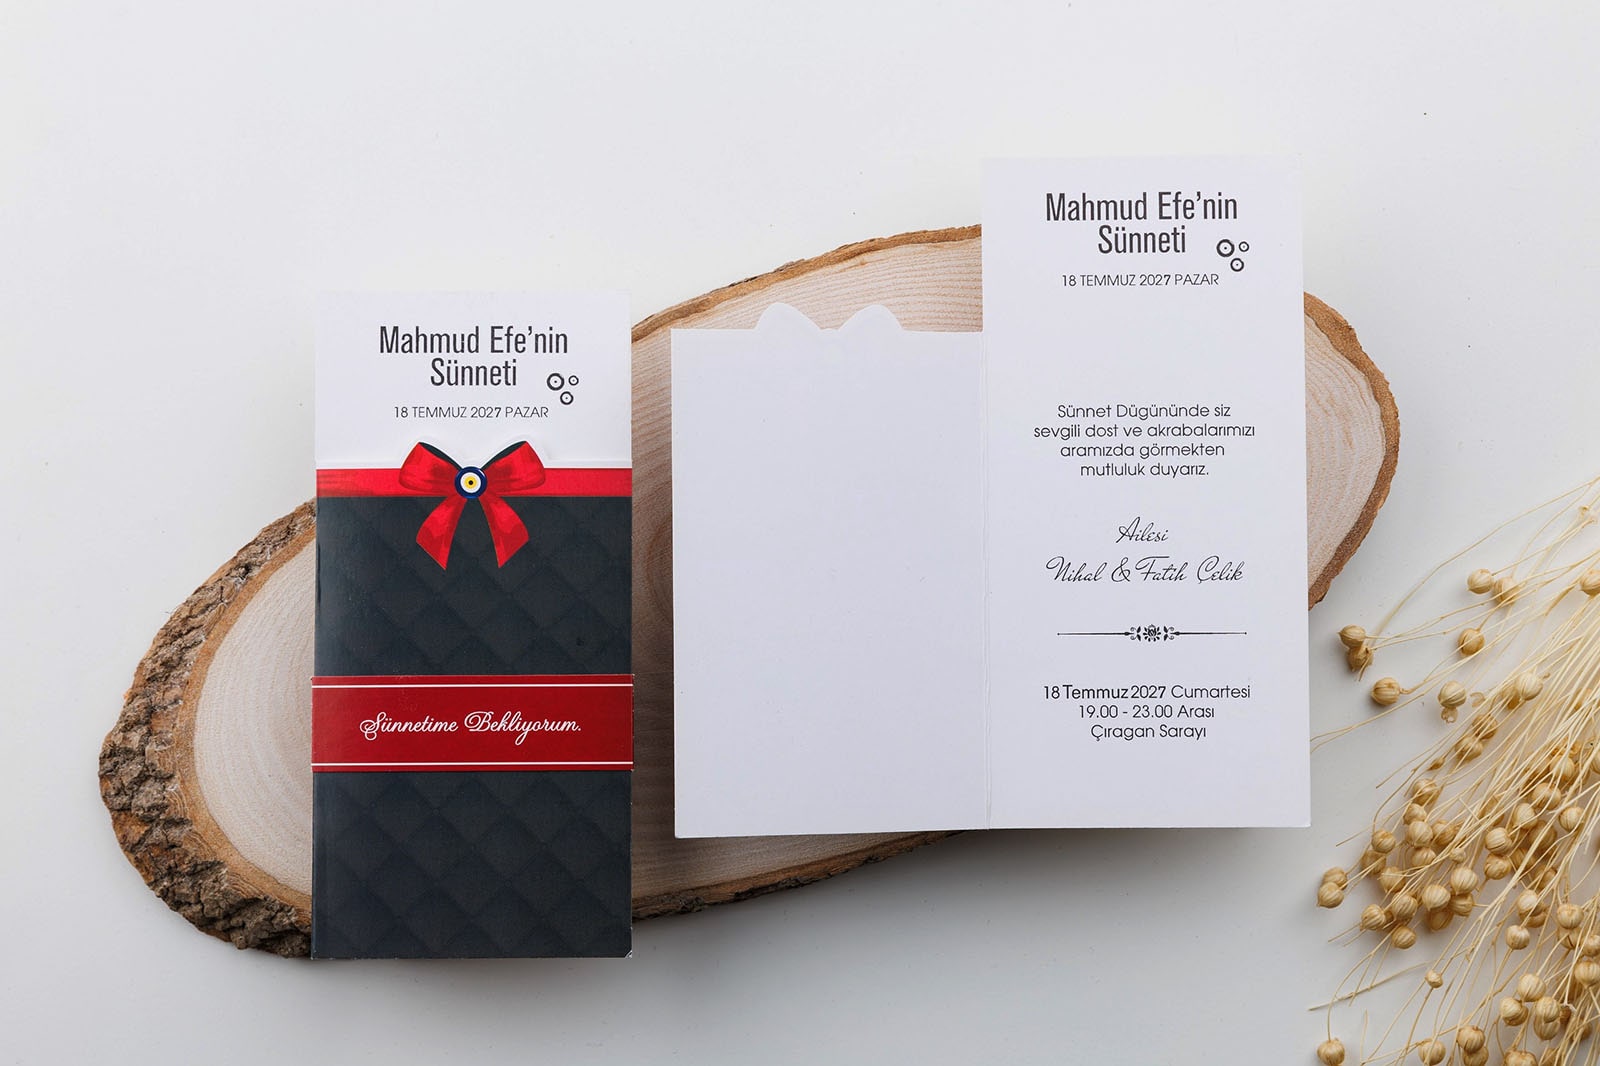 Mahmud Efe'nin
Sünneti
18 TEMMUZ 2027 PAZAR
Sünnetime Bekliyorum.
Mahmud Efe'nin
Sünneti
18 TEMMUZ 2027 PAZAR
Sünnet Dügününde siz
sevgili dost ve akrabalarımızı
aramızda görmekten
mutluluk duyarız.
Ailesi
Nihal & Fatih Çelik
18 Temmuz 2027 Cumartesi
19.00 - 23.00 Arası
Çıragan Sarayı